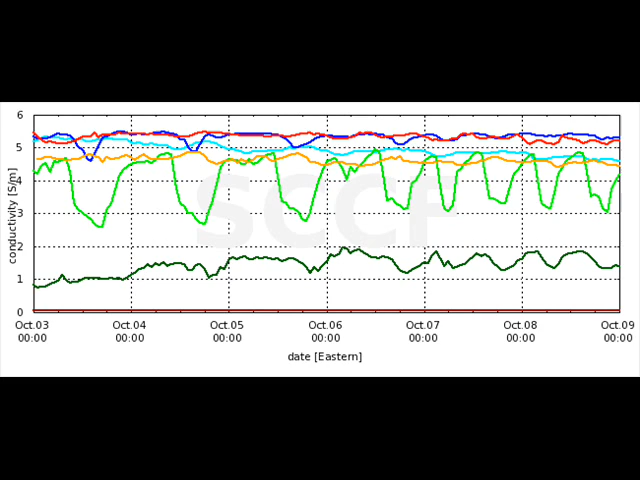 6
5
4
3
2
1
0
conductivity [S/m]
SCCF
Oct.03 Oct.04 Oct.05 Oct.06 Oct.07 Oct.08 Oct.09
00:00 00:00 00:00 00:00 00:00 00:00 00:00
date [Eastern]